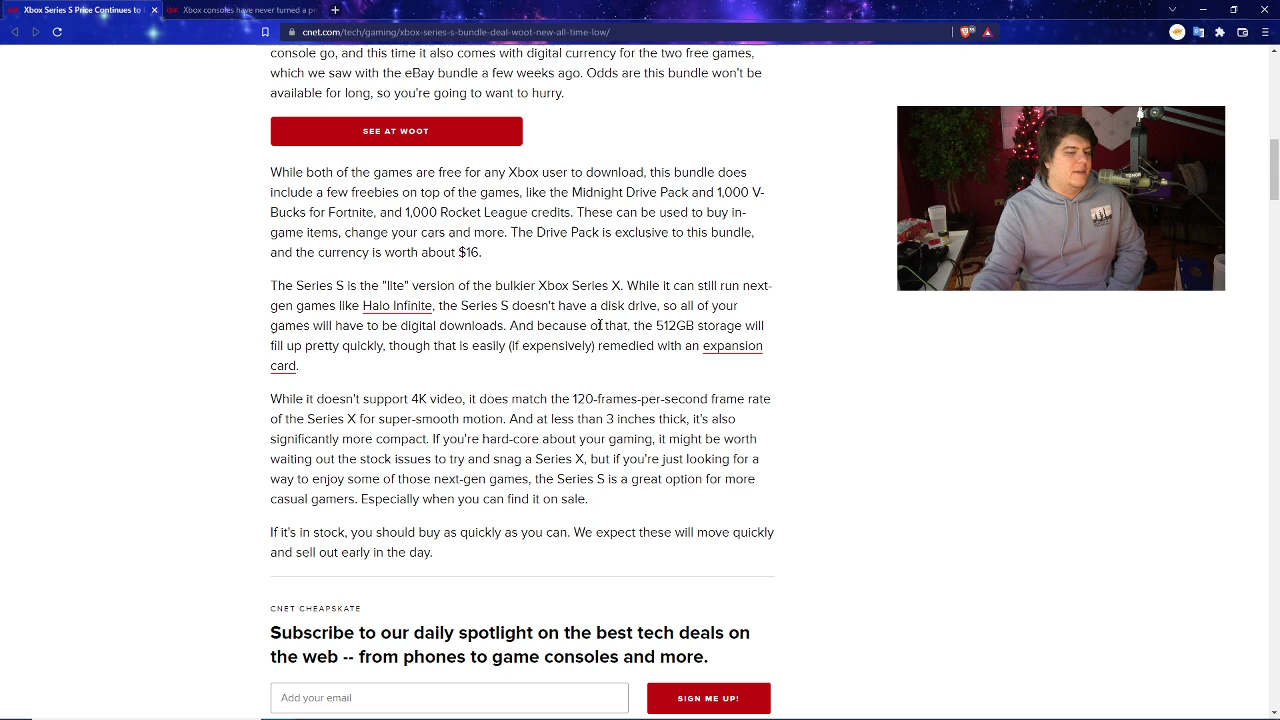 Xbox Series S Price Continues to
Xbox consoles have never turned a pr
cnet.com/tech/gaming/xbox-series-s-bundle-deal-woot-new-all-time-low/
console go, and this time it also comes with digital currency for the two free games,
which we saw with the eBay bundle a few weeks ago. Odds are this bundle won't be
available for long, so you're going to want to hurry.
SEE AT WOOT
While both of the games are free for any Xbox user to download, this bundle does
include a few freebies on top of the games, like the Midnight Drive Pack and 1,000 V-
Bucks for Fortnite, and 1,000 Rocket League credits. These can be used to buy in-
game items, change your cars and more. The Drive Pack is exclusive to this bundle,
and the currency is worth about $16.
The Series S is the "lite" version of the bulkier Xbox Series X. While it can still run next-
gen games like Halo Infinite, the Series S doesn't have a disk drive, so all of your
games will have to be digital downloads. And because of that, the 512GB storage will
fill up pretty quickly, though that is easily (if expensively) remedied with an expansion
card.
While it doesn't support 4K video, it does match the 120-frames-per-second frame rate
of the Series X for super-smooth motion. And at less than 3 inches thick, it's also
significantly more compact. If you're hard-core about your gaming, it might be worth
waiting out the stock issues to try and snag a Series X, but if you're just looking for a
way to enjoy some of those next-gen games, the Series S is a great option for more
casual gamers. Especially when you can find it on sale.
If it's in stock, you should buy as quickly as you can. We expect these will move quickly
and sell out early in the day.
CNET CHEAPSKATE
Subscribe to our daily spotlight on the best tech deals on
the web -- from phones to game consoles and more.
Add your email
SIGN ME UP!